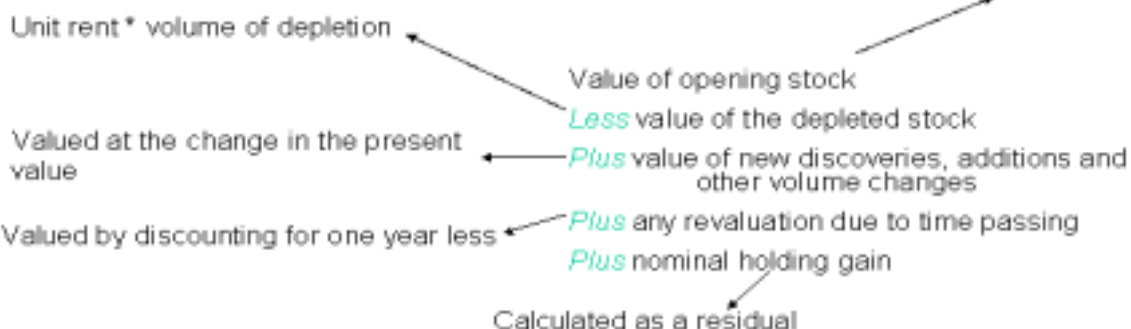 Unit rent * volume of depletion
Value of opening stock
Less value of the depleted stock
Valued at the change in the present
value
Plus value of new discoveries, additions and
other volume changes
Plus any revaluation due to time passing
Valued by discounting for one year less
Plus nominal holding gain
Calculated as a residual